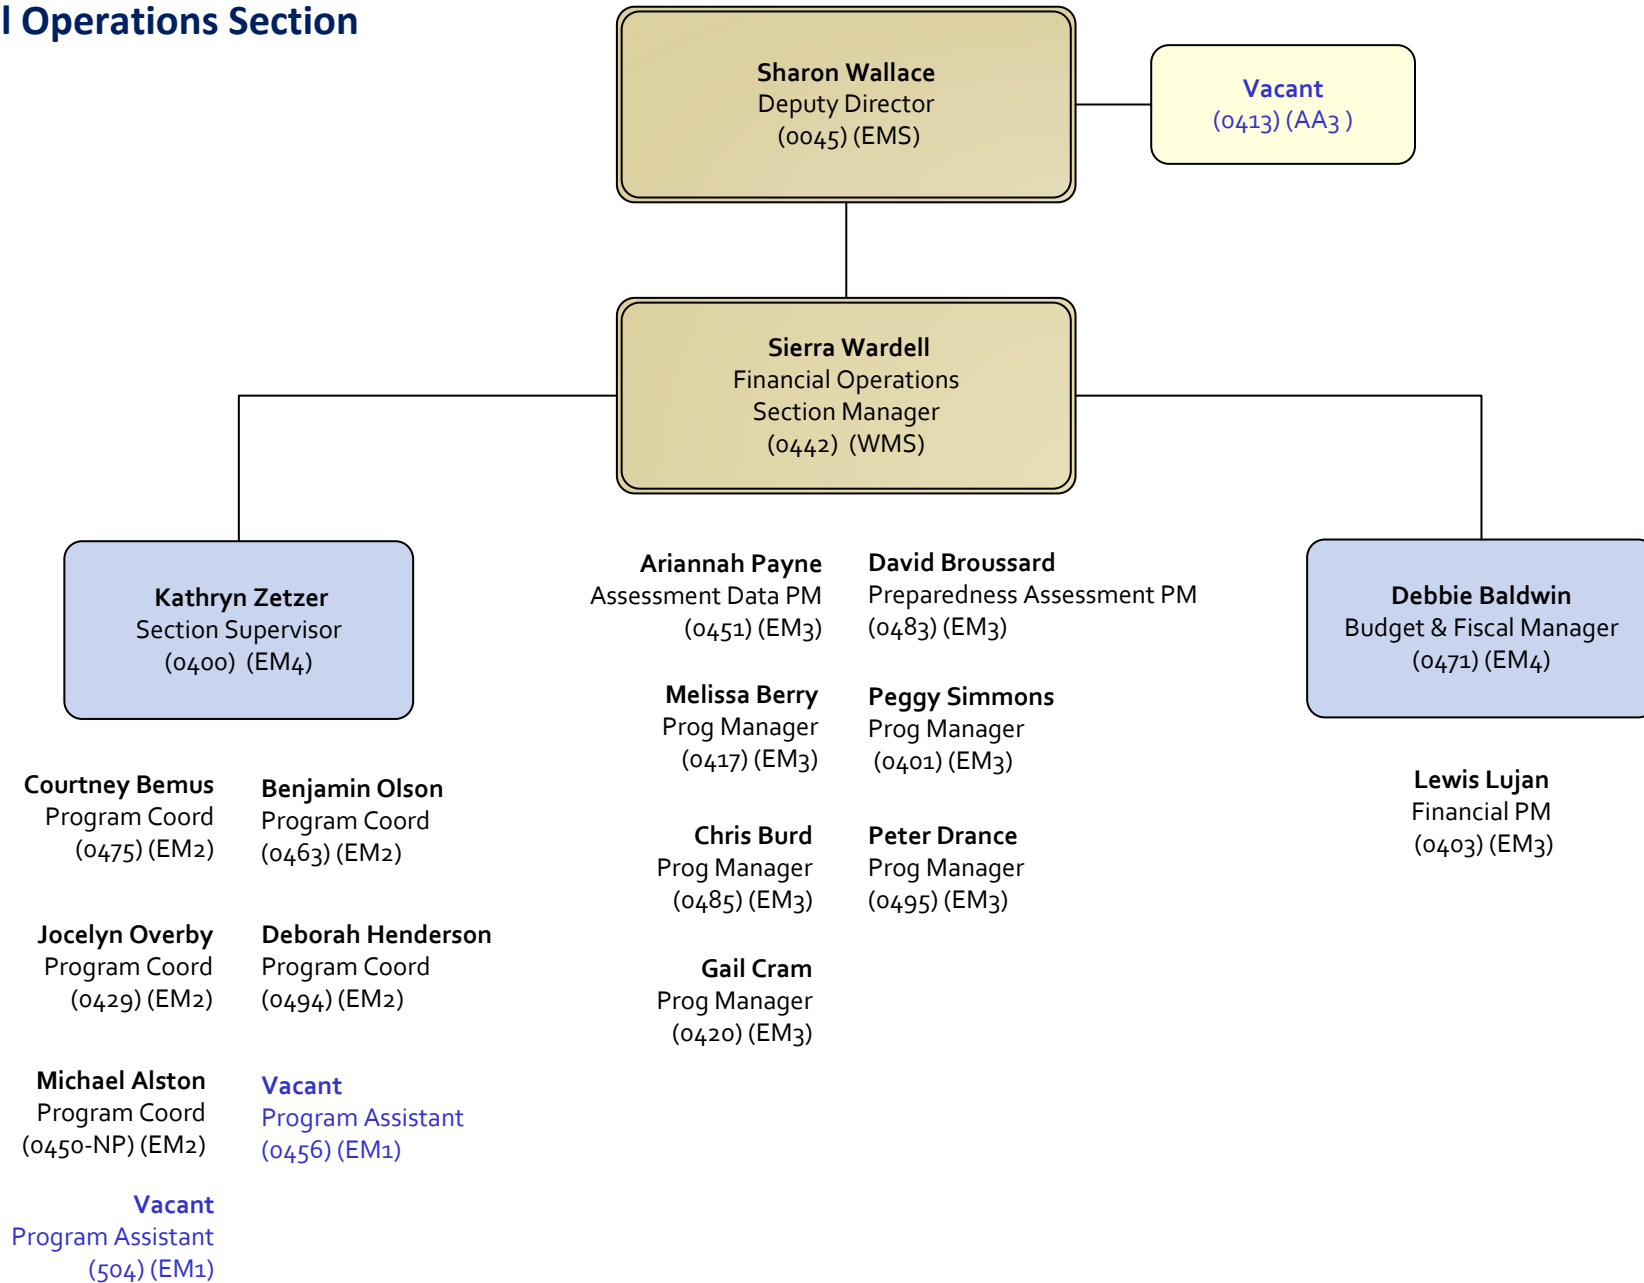 l Operations Section
Sharon Wallace
Deputy Director
(0045) (EMS)
Vacant
(0413) (AA3 )
Sierra Wardell
Financial Operations
Section Manager
(0442) (WMS)
Kathryn Zetzer
Section Supervisor
(0400) (EM4)
Ariannah Payne
Assessment Data PM
(0451) (EM3)
David Broussard
Preparedness Assessment PM
(0483) (EM3)
Debbie Baldwin
Budget & Fiscal Manager
(0471) (EM4)
Melissa Berry
Prog Manager
(0417) (EM3)
Peggy Simmons
Prog Manager
(0401) (EM3)
Courtney Bemus
Program Coord
(0475) (EM2)
Benjamin Olson
Program Coord
(0463) (EM2)
Chris Burd
Prog Manager
(0485) (EM3)
Peter Drance
Prog Manager
(0495) (EM3)
Lewis Lujan
Financial PM
(0403) (EM3)
Jocelyn Overby
Program Coord
(0429) (EM2)
Deborah Henderson
Program Coord
(0494) (EM2)
Gail Cram
Prog Manager
(0420) (EM3)
Michael Alston
Program Coord
(0450-NP) (EM2)
Vacant
Program Assistant
(0456) (EM1)
Vacant
Program Assistant
(504) (EM1)